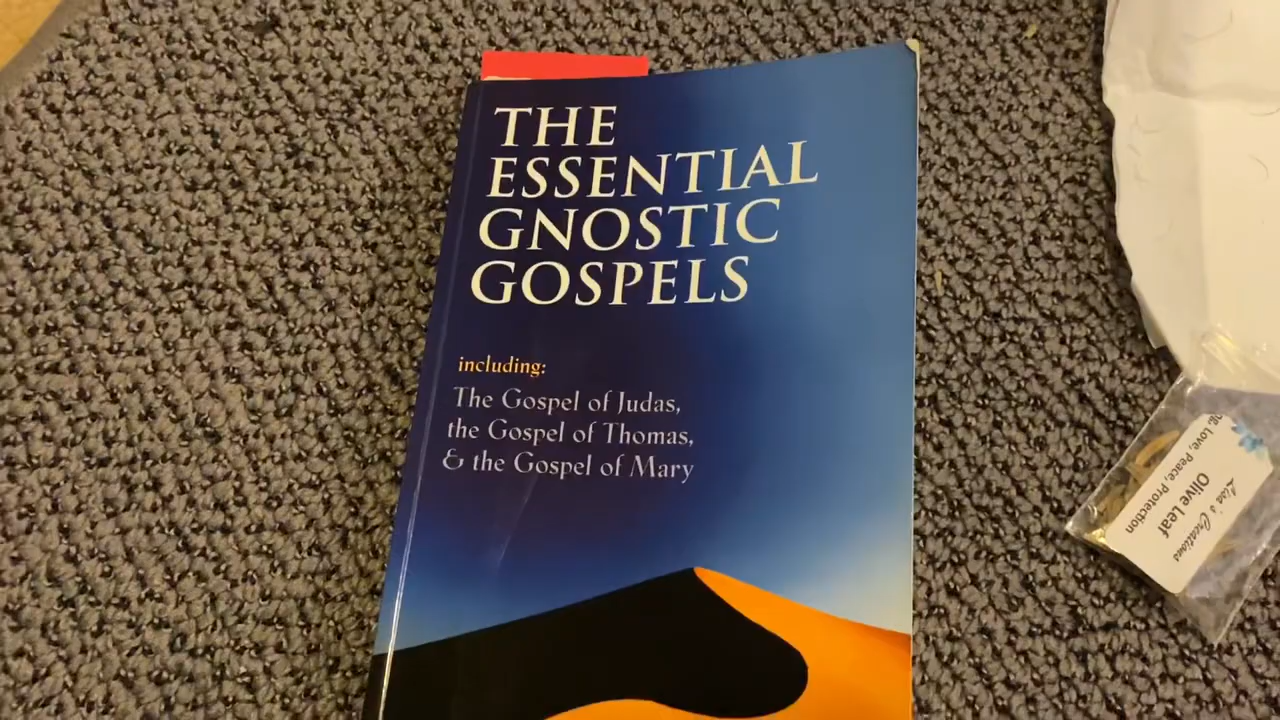 THE
ESSENTIAL
GNOSTIC
GOSPELS
including:
The Gospel of Judas,
the Gospel of Thomas,
& the Gospel of Mary
Lisa's Creations
Olive Leaf
Love, Peace, Protection